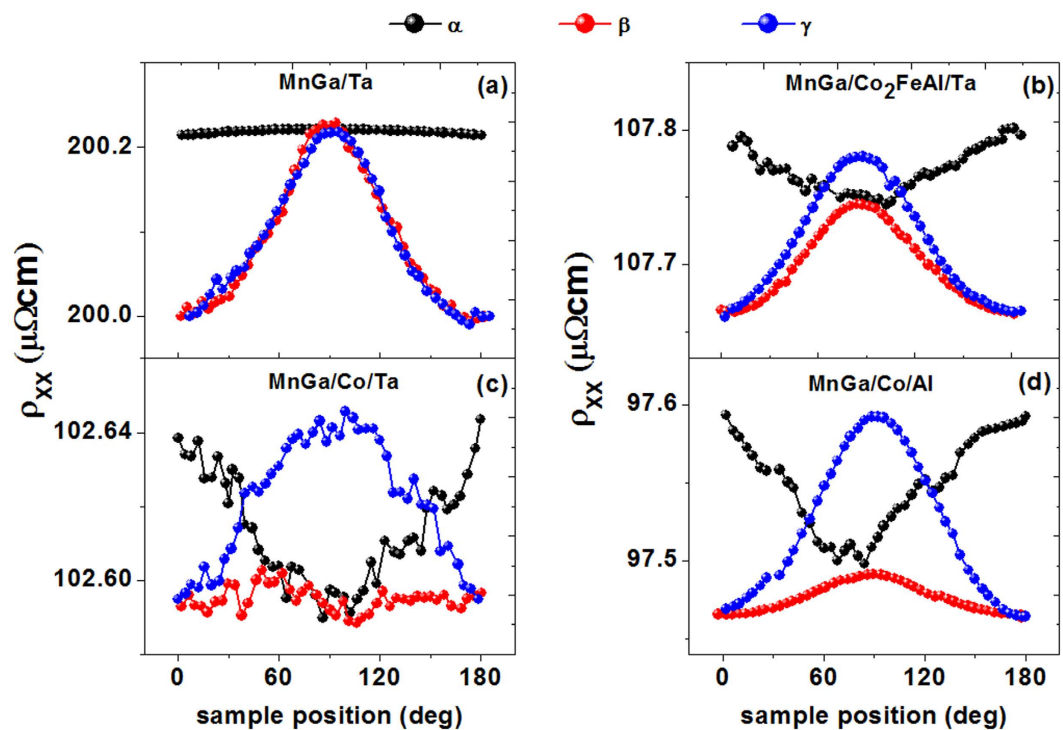 α β γ
MnGa/Ta (a)
200.2
200.0
MnGa/Co₂FeAl/Ta (b)
107.8
107.7
MnGa/Co/Ta (c)
102.64
102.60
MnGa/Co/Al (d)
97.6
97.5
ρxx (μΩcm)
ρxx (μΩcm)
0 60 120 180
0 60 120 180
sample position (deg)
sample position (deg)